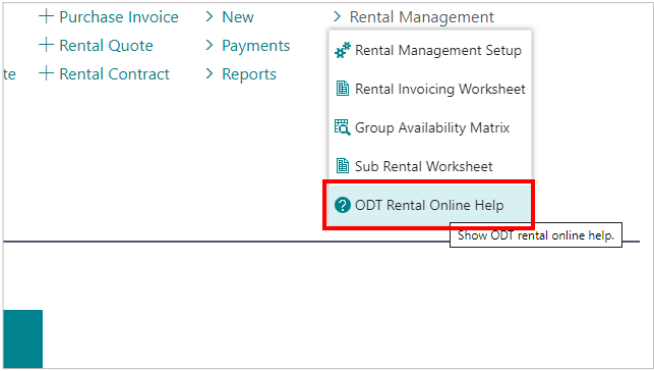 + Purchase Invoice > New > Rental Management
+ Rental Quote > Payments
te + Rental Contract > Reports
Rental Management Setup
Rental Invoicing Worksheet
Group Availability Matrix
Sub Rental Worksheet
? ODT Rental Online Help
Show ODT rental online help.